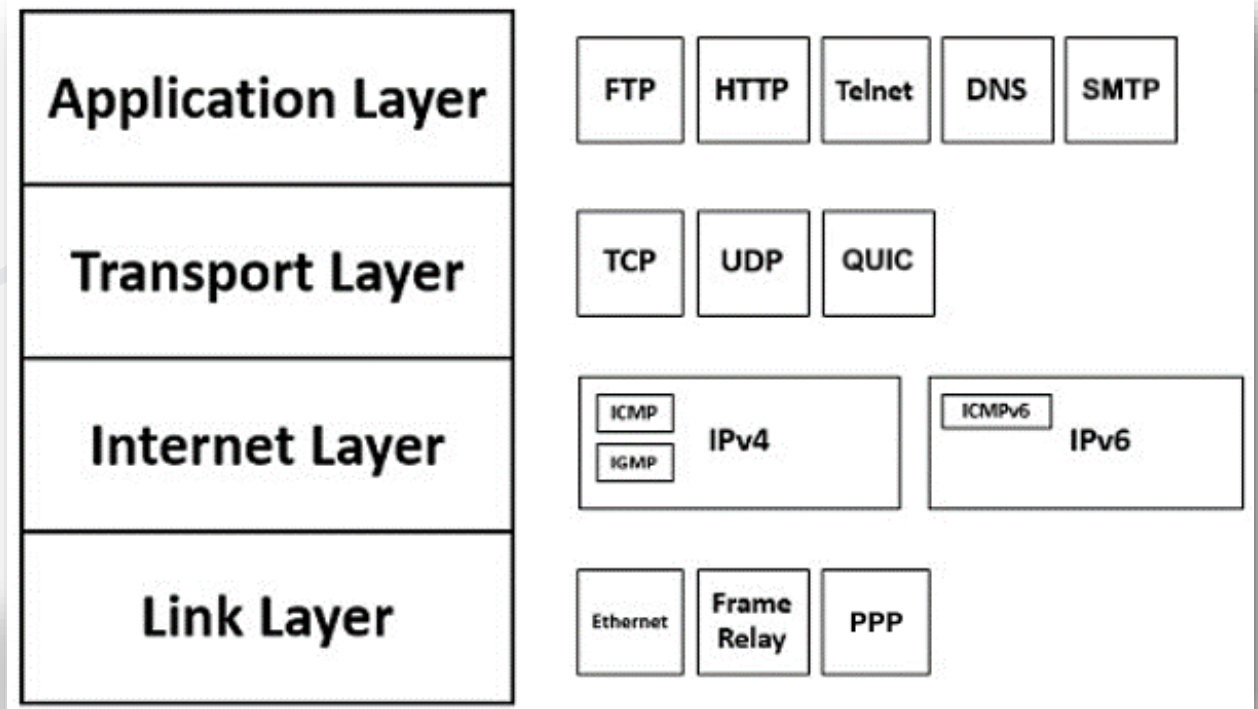 Application Layer
FTP
HTTP
Telnet
DNS
SMTP
Transport Layer
TCP
UDP
QUIC
Internet Layer
ICMP
IGMP
IPv4
ICMPv6
IPv6
Link Layer
Ethernet
Frame
Relay
PPP